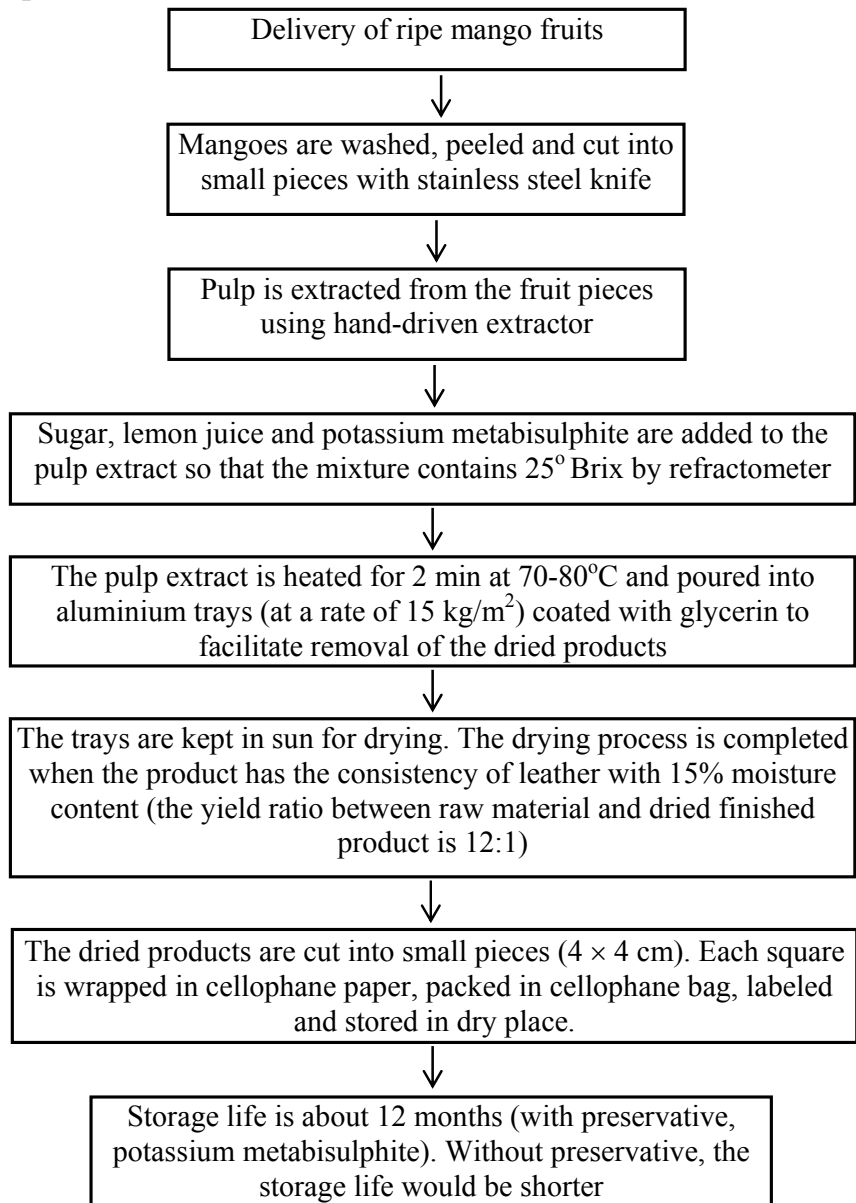 Delivery of ripe mango fruits
Mangoes are washed, peeled and cut into
small pieces with stainless steel knife
Pulp is extracted from the fruit pieces
using hand-driven extractor
Sugar, lemon juice and potassium metabisulphite are added to the
pulp extract so that the mixture contains 25° Brix by refractometer
The pulp extract is heated for 2 min at 70-80°C and poured into
aluminium trays (at a rate of 15 kg/m²) coated with glycerin to
facilitate removal of the dried products
The trays are kept in sun for drying. The drying process is completed
when the product has the consistency of leather with 15% moisture
content (the yield ratio between raw material and dried finished
product is 12:1)
The dried products are cut into small pieces (4 × 4 cm). Each square
is wrapped in cellophane paper, packed in cellophane bag, labeled
and stored in dry place.
Storage life is about 12 months (with preservative,
potassium metabisulphite). Without preservative, the
storage life would be shorter